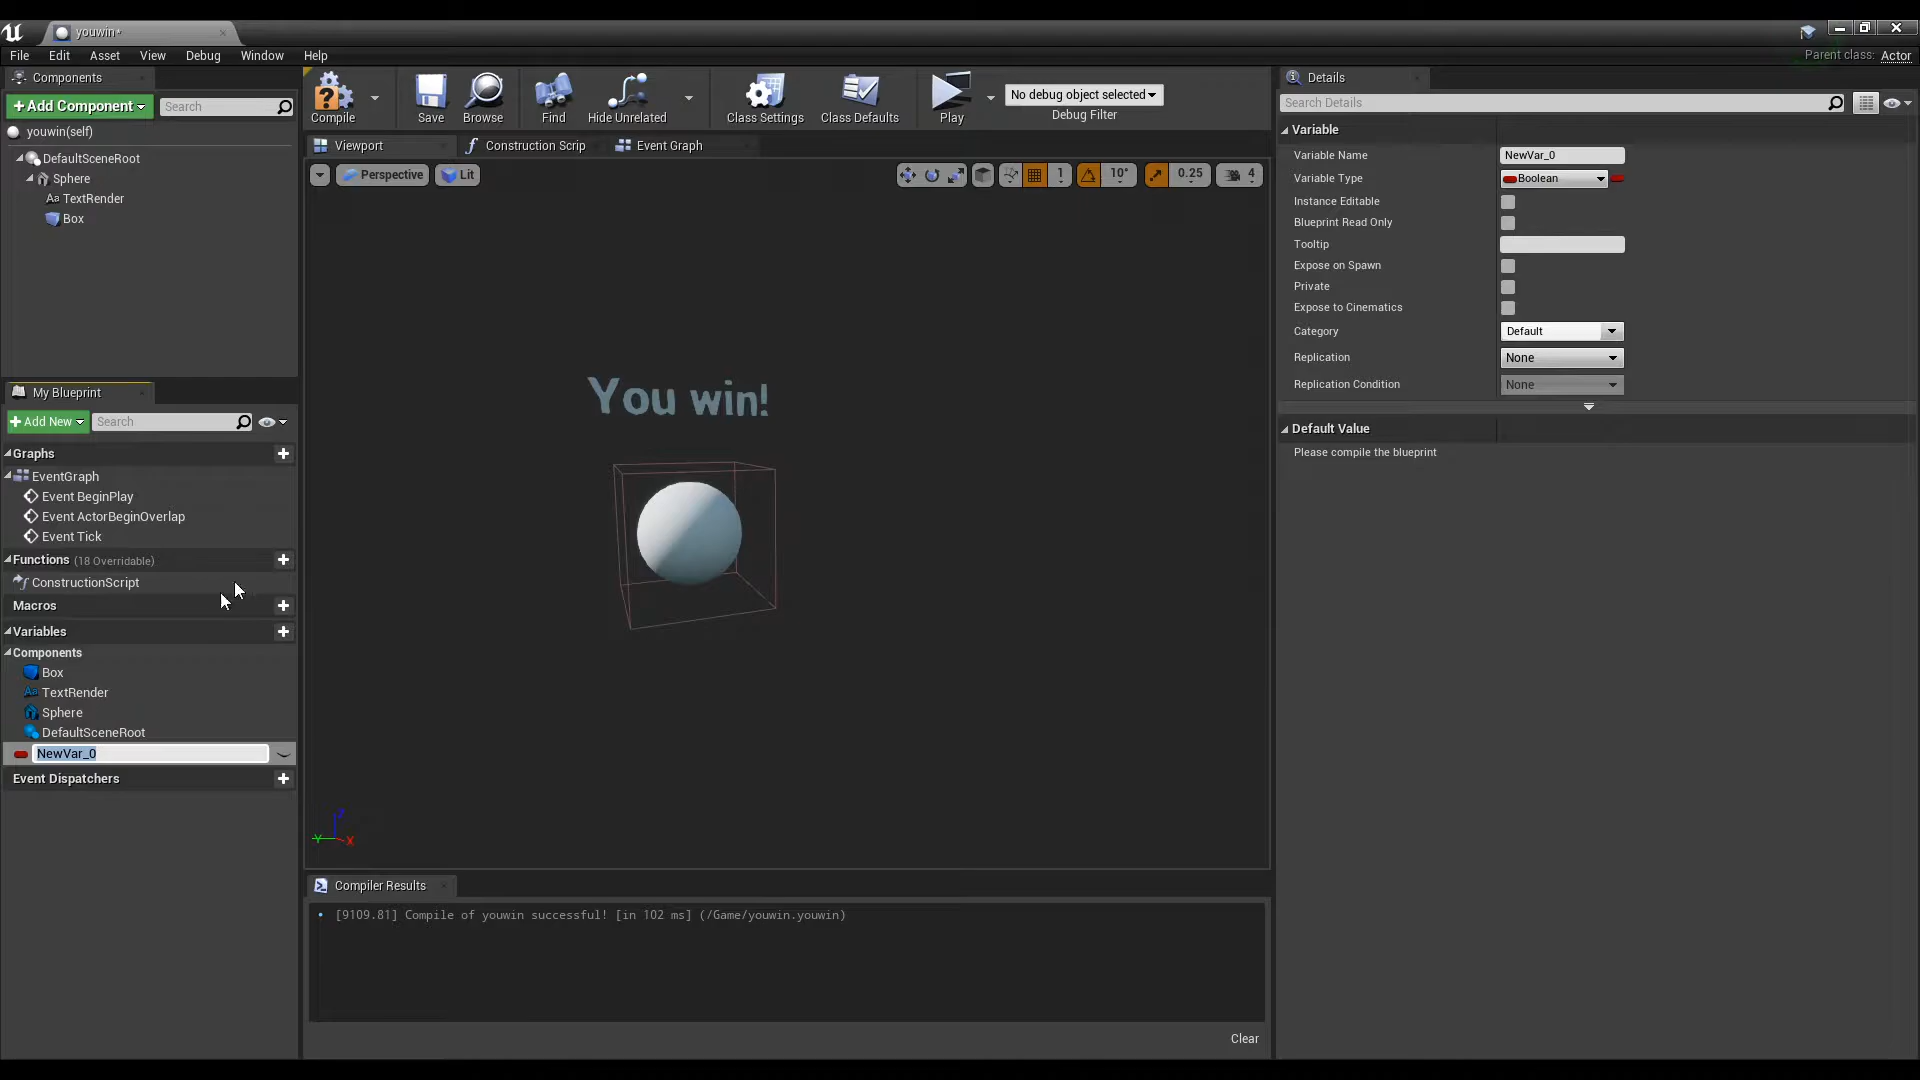 youwin*
File Edit Asset View Debug Window Help
Parent class: Actor
Components
+Add Component
Search
youwin(self)
DefaultSceneRoot
Sphere
Aa TextRender
Box
My Blueprint
+Add New
Search
Graphs
EventGraph
Event BeginPlay
Event ActorBeginOverlap
Event Tick
Functions (18 Overridable)
ConstructionScript
Macros
Variables
Components
Box
Aa TextRender
Sphere
DefaultSceneRoot
NewVar_0
Event Dispatchers
Compile Save Browse Find Hide Unrelated Class Settings Class Defaults Play
No debug object selected
Debug Filter
Viewport Construction Scrip Event Graph
Perspective Lit
1 10° 0.25 4
You win!
Z
Y
X
Compiler Results
[9109.81] Compile of youwin successful! [in 102 ms] (/Game/youwin.youwin)
Clear
Details
Search Details
Variable
Variable Name NewVar_0
Variable Type Boolean
Instance Editable
Blueprint Read Only
Tooltip
Expose on Spawn
Private
Expose to Cinematics
Category Default
Replication None
Replication Condition None
Default Value
Please compile the blueprint